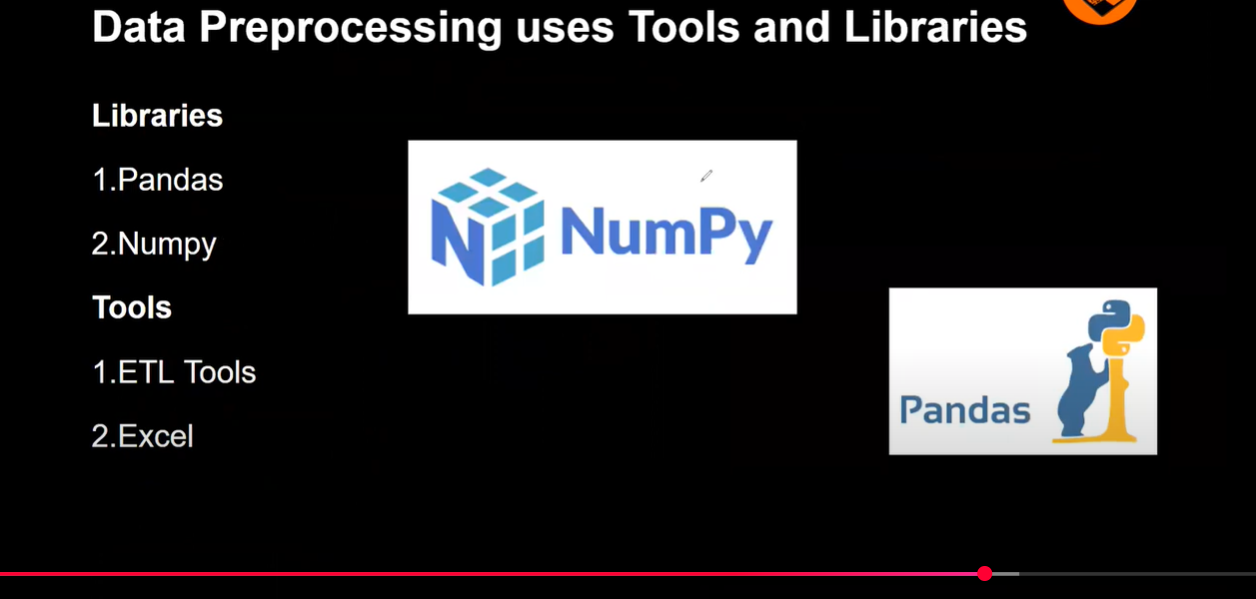 Data Preprocessing uses Tools and Libraries
Libraries
1.Pandas
2.Numpy
Tools
1.ETL Tools
2.Excel
NumPy
Pandas